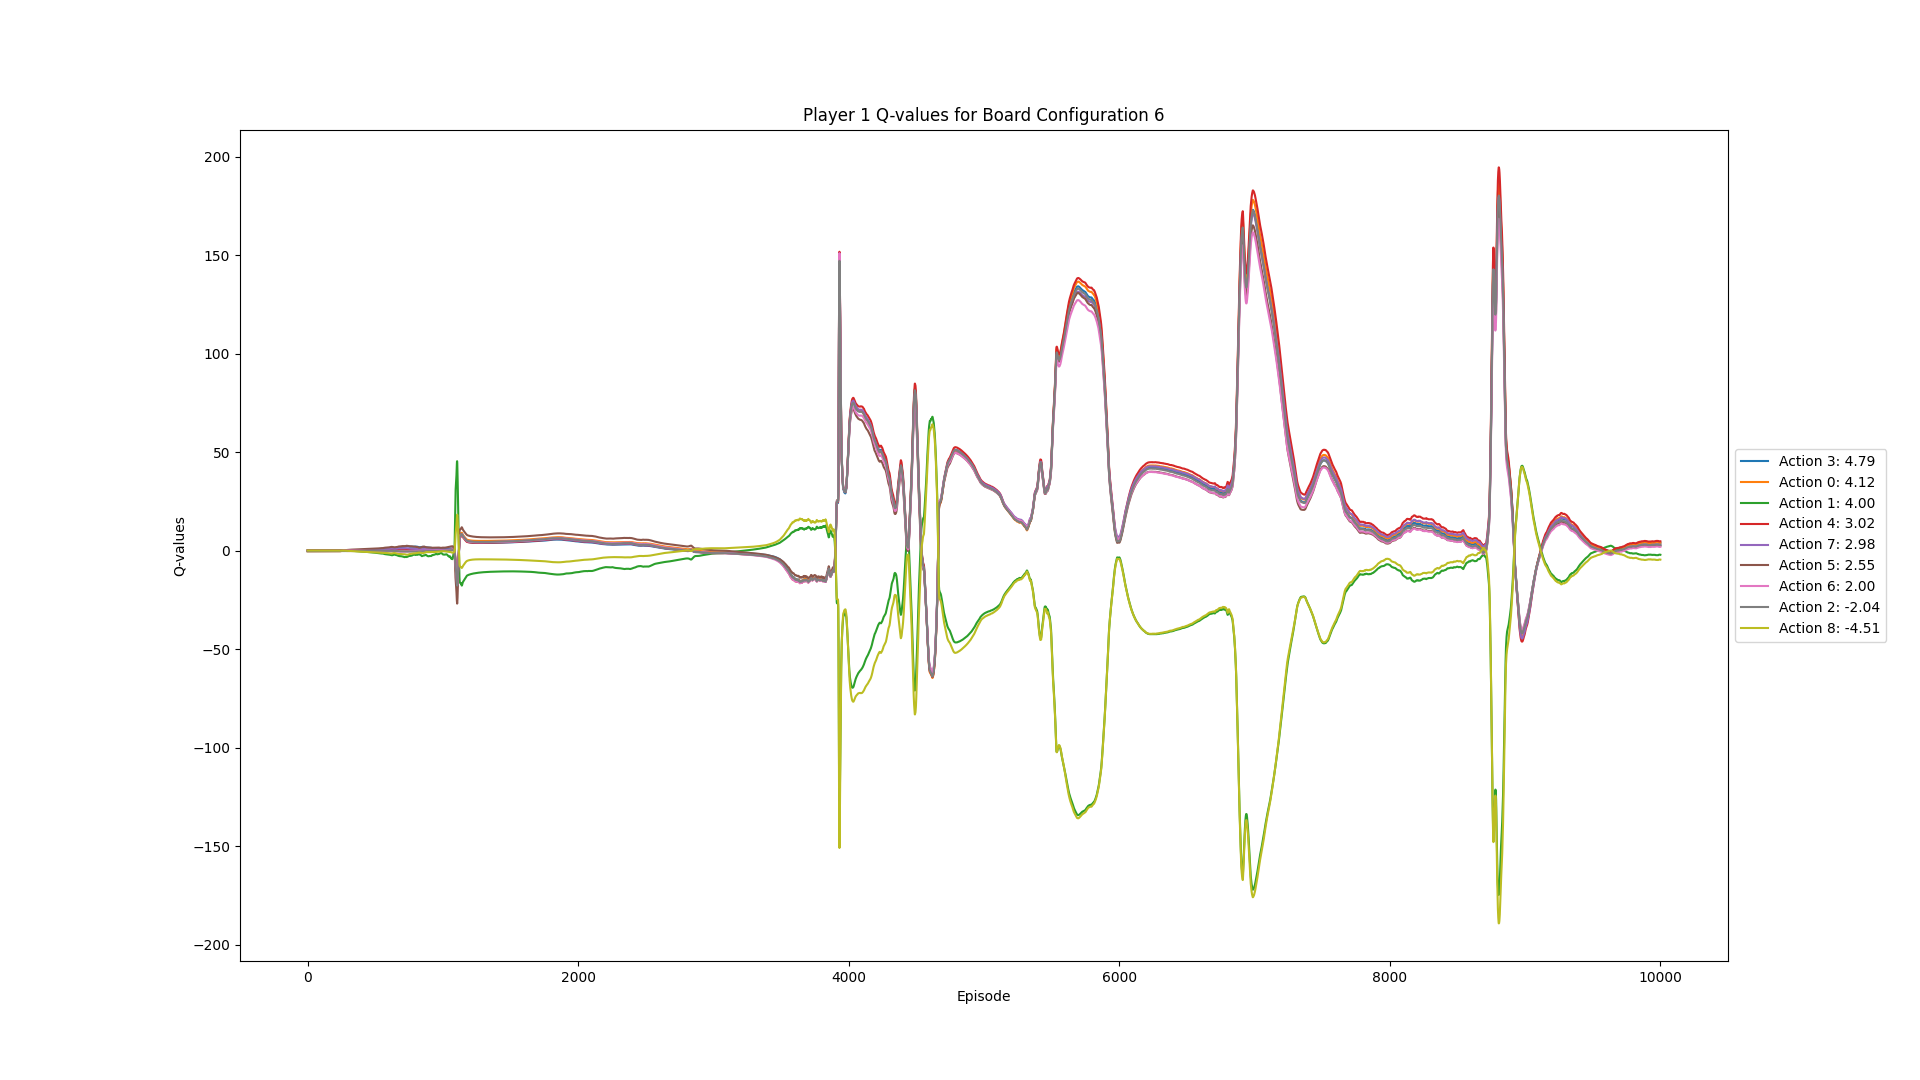 Player 1 Q-values for Board Configuration 6
Q-values
200
150
100
50
0
−50
−100
−150
−200
0
2000
4000
6000
8000
10000
Episode
Action 3: 4.79
Action 0: 4.12
Action 1: 4.00
Action 4: 3.02
Action 7: 2.98
Action 5: 2.55
Action 6: 2.00
Action 2: -2.04
Action 8: -4.51